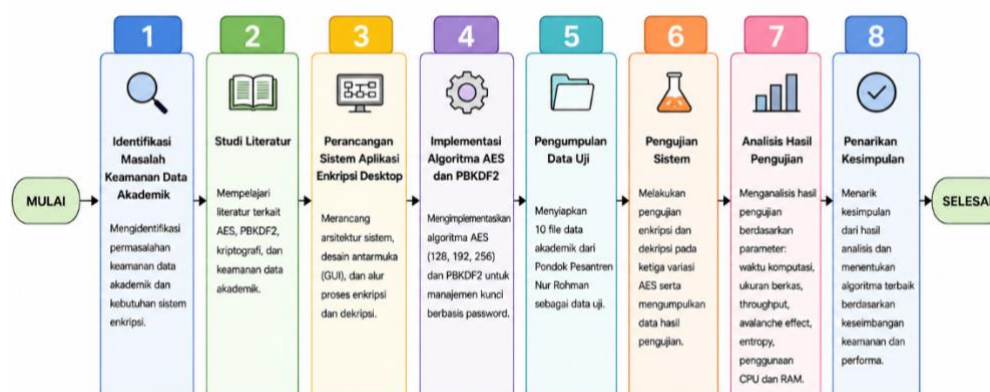 MULAI
1
Identifikasi
Masalah
Keamanan Data
Akademik
Mengidentifikasi
permasalahan
keamanan data
akademik dan
kebutuhan sistem
enkripsi.
2
Studi Literatur
Mempelajari
literatur terkait
AES, PBKDF2,
kriptografi, dan
keamanan data
akademik.
3
Perancangan
Sistem Aplikasi
Enkripsi Desktop
Merancang
arsitektur sistem,
desain antarmuka
(GUI), dan alur
proses enkripsi
dan dekripsi.
4
Implementasi
Algoritma AES
dan PBKDF2
Mengimplementasikan
algoritma AES
(128, 192, 256)
dan PBKDF2 untuk
manajemen kunci
berbasis password.
5
Pengumpulan
Data Uji
Menyiapkan
10 file data
akademik dari
Pondok Pesantren
Nur Rohman
sebagai data uji.
6
Pengujian
Sistem
Melakukan
pengujian
enkripsi dan
dekripsi pada
ketiga variasi
AES serta
mengumpulkan
data hasil
pengujian.
7
Analisis Hasil
Pengujian
Menganalisis hasil
pengujian
berdasarkan
parameter:
waktu komputasi,
ukuran berkas,
throughput,
avalanche effect,
entropy,
penggunaan
CPU dan RAM.
8
Penarikan
Kesimpulan
Menarik
kesimpulan
dari hasil
analisis dan
menentukan
algoritma terbaik
berdasarkan
keseimbangan
keamanan dan
performa.
SELESAI